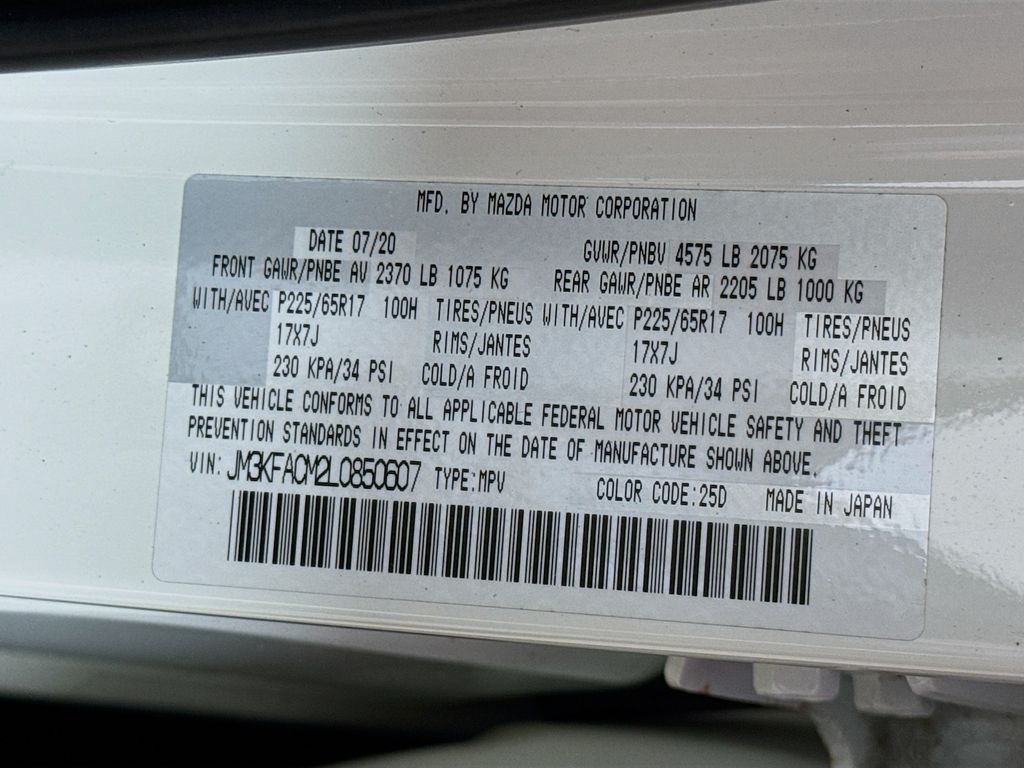 MFD. BY MAZDA MOTOR CORPORATION
DATE 07/20 GVWR/PNBV 4575 LB 2075 KG
FRONT GAWR/PNBE AV 2370 LB 1075 KG REAR GAWR/PNBE AR 2205 LB 1000 KG
WITH/AVEC P225/65R17 100H TIRES/PNEUS WITH/AVEC P225/65R17 100H TIRES/PNEUS
17X7J RIMS/JANTES 17X7J RIMS/JANTES
230 KPA/34 PSI COLD/A FROID 230 KPA/34 PSI COLD/A FROID
THIS VEHICLE CONFORMS TO ALL APPLICABLE FEDERAL MOTOR VEHICLE SAFETY AND THEFT
PREVENTION STANDARDS IN EFFECT ON THE DATE OF MANUFACTURE SHOWN ABOVE.
VIN: JM3KFACM2L0850607 TYPE:MPV COLOR CODE:25D MADE IN JAPAN